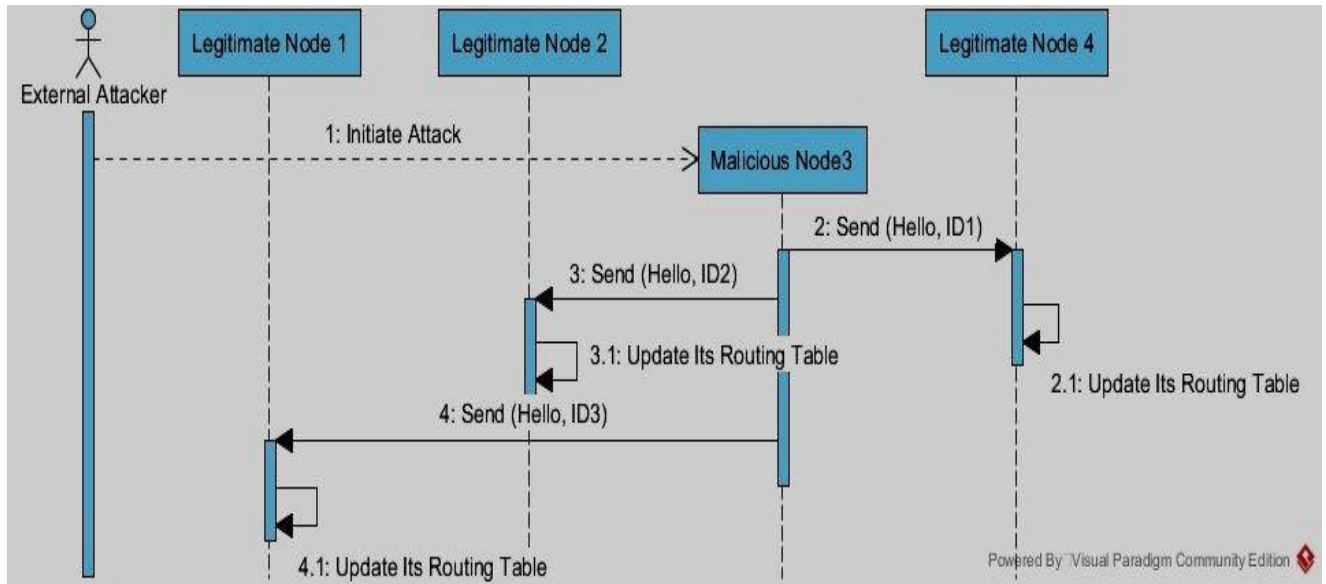 Legitimate Node 1
Legitimate Node 2
Legitimate Node 4
External Attacker
1: Initiate Attack
Malicious Node3
2: Send (Hello, ID1)
3: Send (Hello, ID2)
3.1: Update Its Routing Table
2.1: Update Its Routing Table
4: Send (Hello, ID3)
4.1: Update Its Routing Table
Powered By Visual Paradigm Community Edition